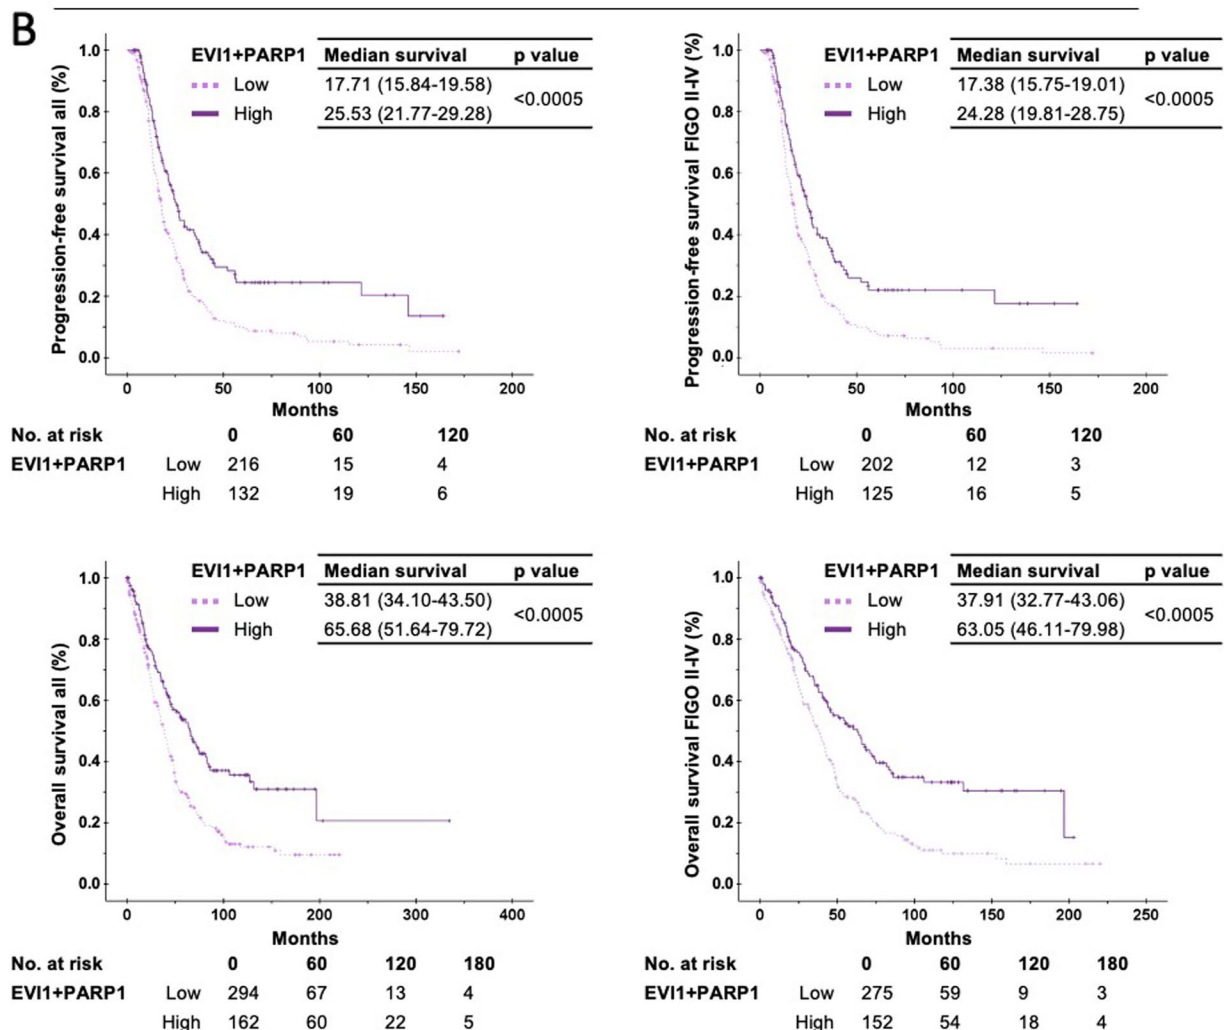 B
EVI1+PARP1 Median survival p value
Low 17.71 (15.84-19.58) <0.0005
High 25.53 (21.77-29.28)
Progression-free survival all (%)
1.0
0.8
0.6
0.4
0.2
0.0
0 50 100 150 200
Months
No. at risk 0 60 120
EVI1+PARP1 Low 216 15 4
High 132 19 6
EVI1+PARP1 Median survival p value
Low 17.38 (15.75-19.01) <0.0005
High 24.28 (19.81-28.75)
Progression-free survival FIGO II-IV (%)
1.0
0.8
0.6
0.4
0.2
0.0
0 50 100 150 200
Months
No. at risk 0 60 120
EVI1+PARP1 Low 202 12 3
High 125 16 5
EVI1+PARP1 Median survival p value
Low 38.81 (34.10-43.50) <0.0005
High 65.68 (51.64-79.72)
Overall survival all (%)
1.0
0.8
0.6
0.4
0.2
0.0
0 100 200 300 400
Months
No. at risk 0 60 120 180
EVI1+PARP1 Low 294 67 13 4
High 162 60 22 5
EVI1+PARP1 Median survival p value
Low 37.91 (32.77-43.06) <0.0005
High 63.05 (46.11-79.98)
Overall survival FIGO II-IV (%)
1.0
0.8
0.6
0.4
0.2
0.0
0 50 100 150 200 250
Months
No. at risk 0 60 120 180
EVI1+PARP1 Low 275 59 9 3
High 152 54 18 4